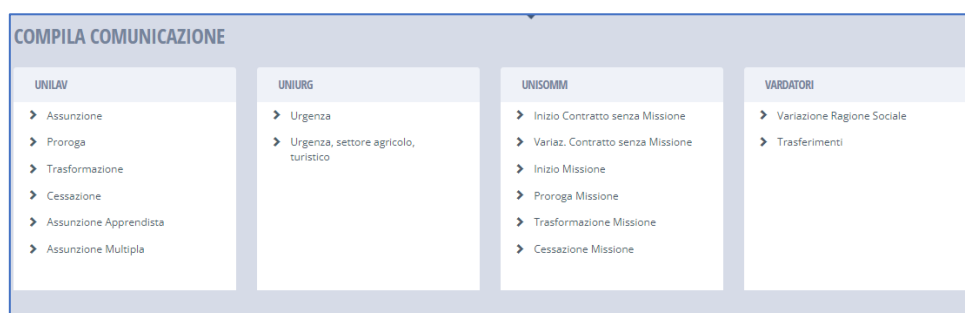 COMPILA COMUNICAZIONE
UNILAV
Assunzione
Proroga
Trasformazione
Cessazione
Assunzione Apprendista
Assunzione Multipla
UNIURG
Urgenza
Urgenza, settore agricolo,
turistico
UNISOMM
Inizio Contratto senza Missione
Variaz. Contratto senza Missione
Inizio Missione
Proroga Missione
Trasformazione Missione
Cessazione Missione
VARDATORI
Variazione Ragione Sociale
Trasferimenti